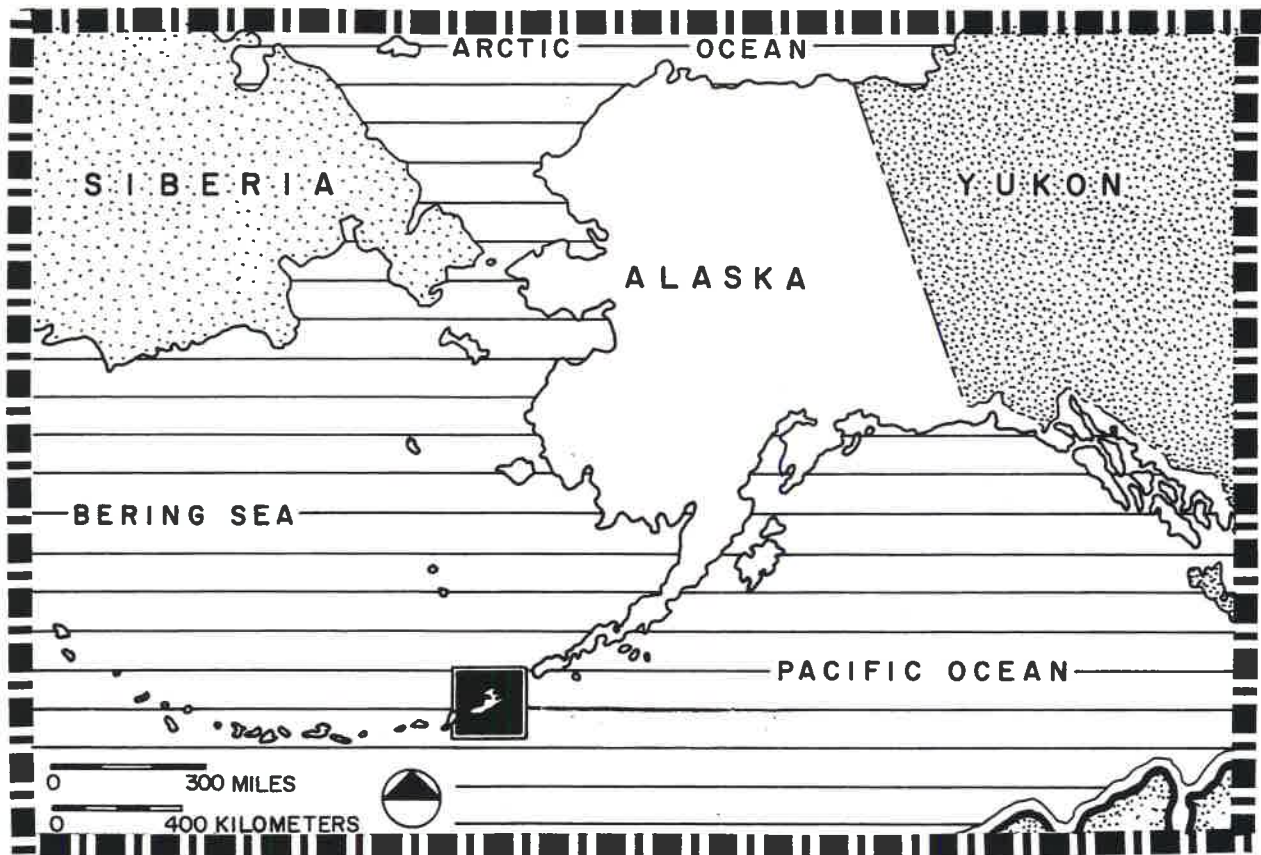 ARCTIC OCEAN
SIBERIA
YUKON
ALASKA
BERING SEA
PACIFIC OCEAN
0 300 MILES
0 400 KILOMETERS